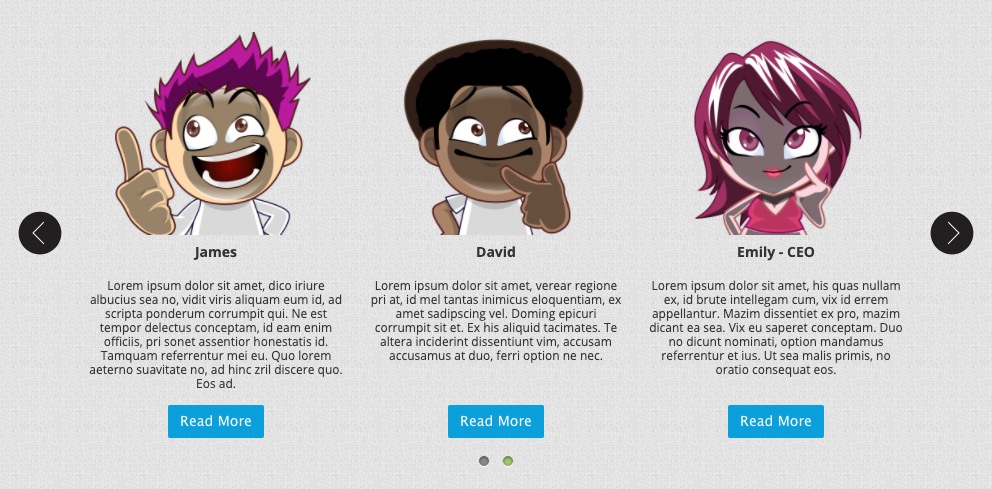 James
Lorem ipsum dolor sit amet, dico iriure
albucius sea no, vidit viris aliquam eum id, ad
scripta ponderum corrumpit qui. Ne est
tempor delectus conceptam, id eam enim
officiis, pri sonet assentior honestatis id.
Tamquam referrentur mei eu. Quo lorem
aeterno suavitate no, ad hinc zril discere quo.
Eos ad.
Read More
David
Lorem ipsum dolor sit amet, verear regione
pri at, id mel tantas inimicus eloquentiam, ex
amet sadipscing vel. Doming epicuri
corrumpit sit et. Ex his aliquid tacimates. Te
altera inciderint dissentiunt vim, accusam
accusamus at duo, ferri option ne nec.
Read More
Emily - CEO
Lorem ipsum dolor sit amet, his quas nullam
ex, id brute intellegam cum, vix id errem
appellantur. Mazim dissentiet ex pro, mazim
dicant ea sea. Vix eu saperet conceptam. Duo
no dicunt nominati, option mandamus
referrentur et ius. Ut sea malis primis, no
oratio consequat eos.
Read More